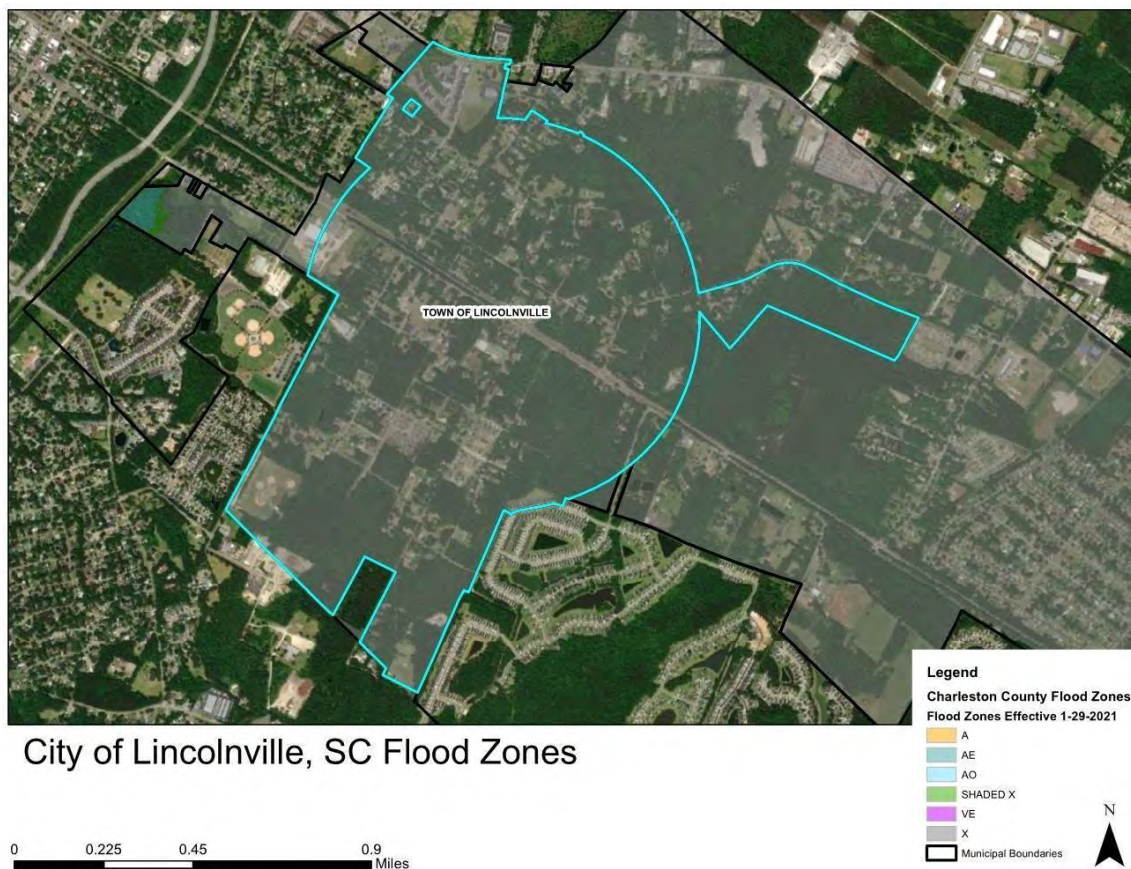 TOWN OF LINCOLNVILLE
City of Lincolnville, SC Flood Zones
0 0.225 0.45 0.9
Miles
Legend
Charleston County Flood Zones
Flood Zones Effective 1-29-2021
A
AE
AO
SHADED X
VE
X
Municipal Boundaries
N